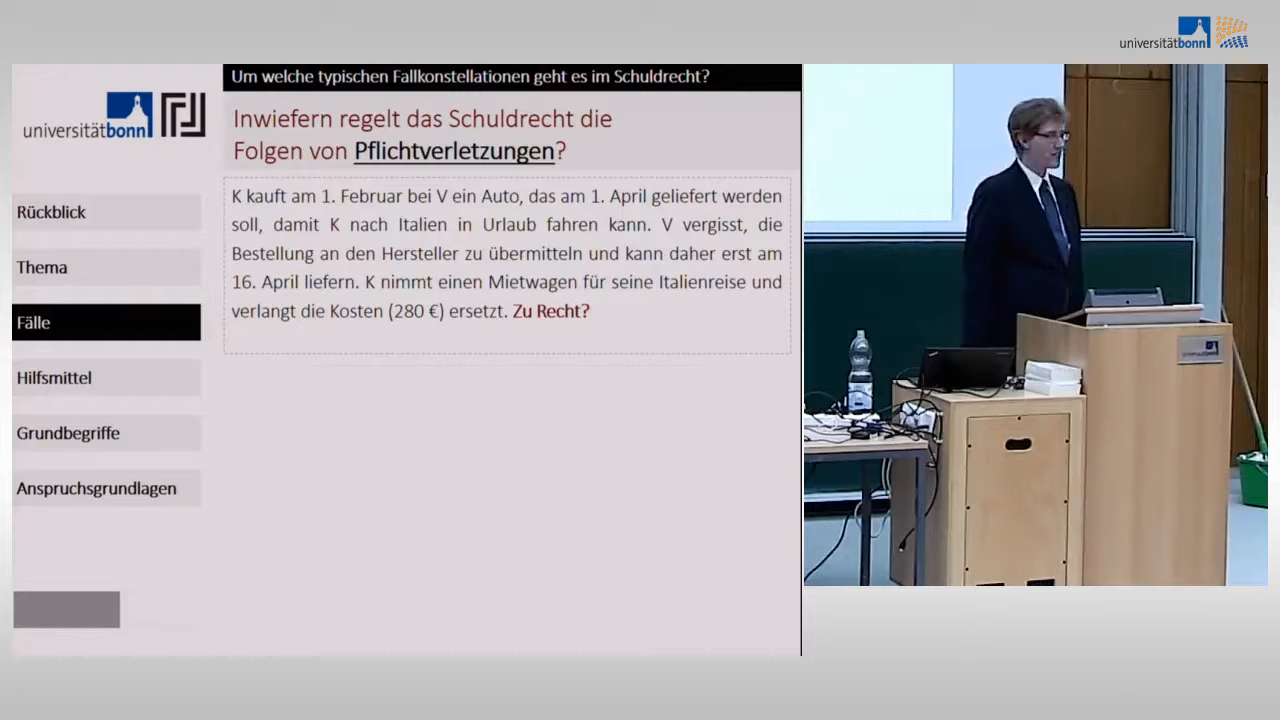 universitätbonn
Um welche typischen Fallkonstellationen geht es im Schuldrecht?
universitätbonn
Inwiefern regelt das Schuldrecht die
Folgen von Pflichtverletzungen?
K kauft am 1. Februar bei V ein Auto, das am 1. April geliefert werden
soll, damit K nach Italien in Urlaub fahren kann. V vergisst, die
Bestellung an den Hersteller zu übermitteln und kann daher erst am
16. April liefern. K nimmt einen Mietwagen für seine Italienreise und
verlangt die Kosten (280 €) ersetzt. Zu Recht?
Rückblick
Thema
Fälle
Hilfsmittel
Grundbegriffe
Anspruchsgrundlagen